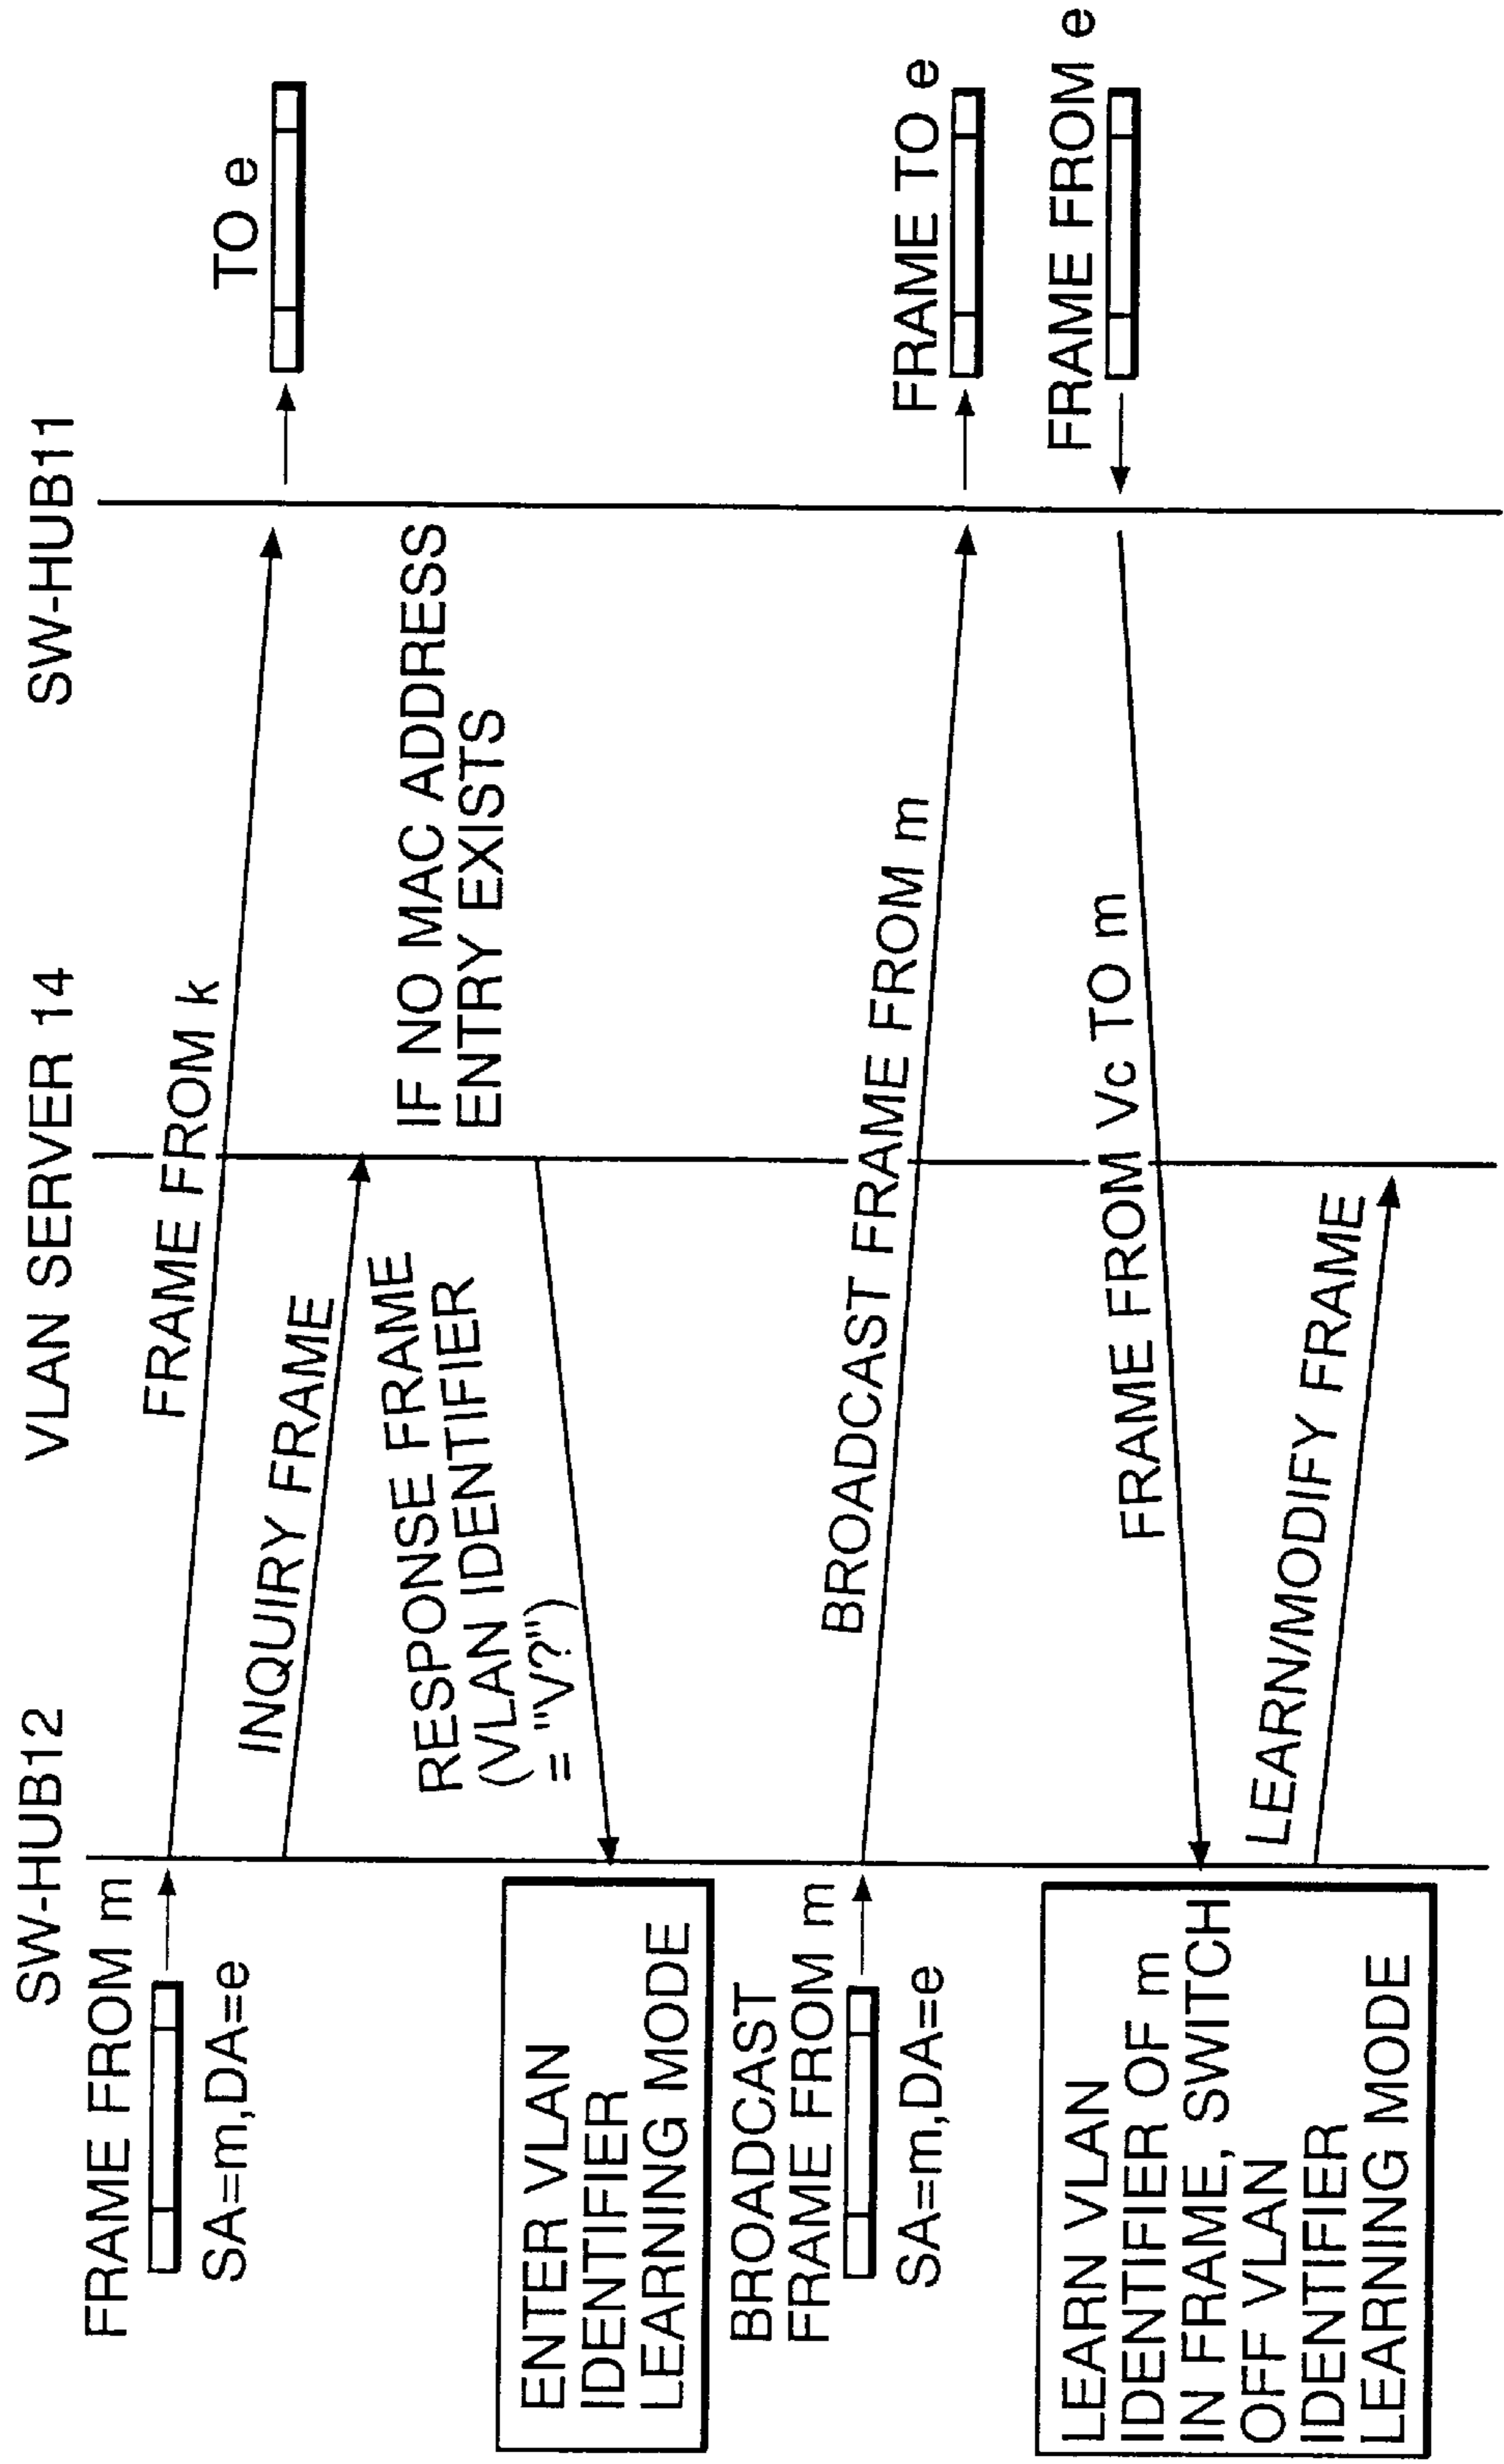 SW-HUB12
VLAN SERVER 14
SW-HUB11
FRAME FROM m
SA=m,DA=e
FRAME FROM k
TO e
INQUIRY FRAME
IF NO MAC ADDRESS
ENTRY EXISTS
RESPONSE FRAME
(VLAN IDENTIFIER
= "V?")
ENTER VLAN
IDENTIFIER
LEARNING MODE
BROADCAST
FRAME FROM m
SA=m,DA=e
BROADCAST FRAME FROM m
FRAME TO e
FRAME FROM e
FRAME FROM Vc TO m
LEARN VLAN
IDENTIFIER OF m
IN FRAME, SWITCH
OFF VLAN
IDENTIFIER
LEARNING MODE
LEARN/MODIFY FRAME